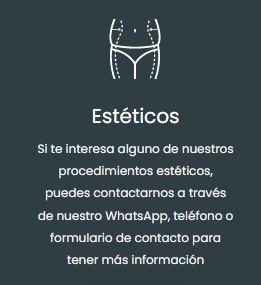 Estéticos
Si te interesa alguno de nuestros
procedimientos estéticos,
puedes contactarnos a través
de nuestro WhatsApp, teléfono o
formulario de contacto para
tener más información